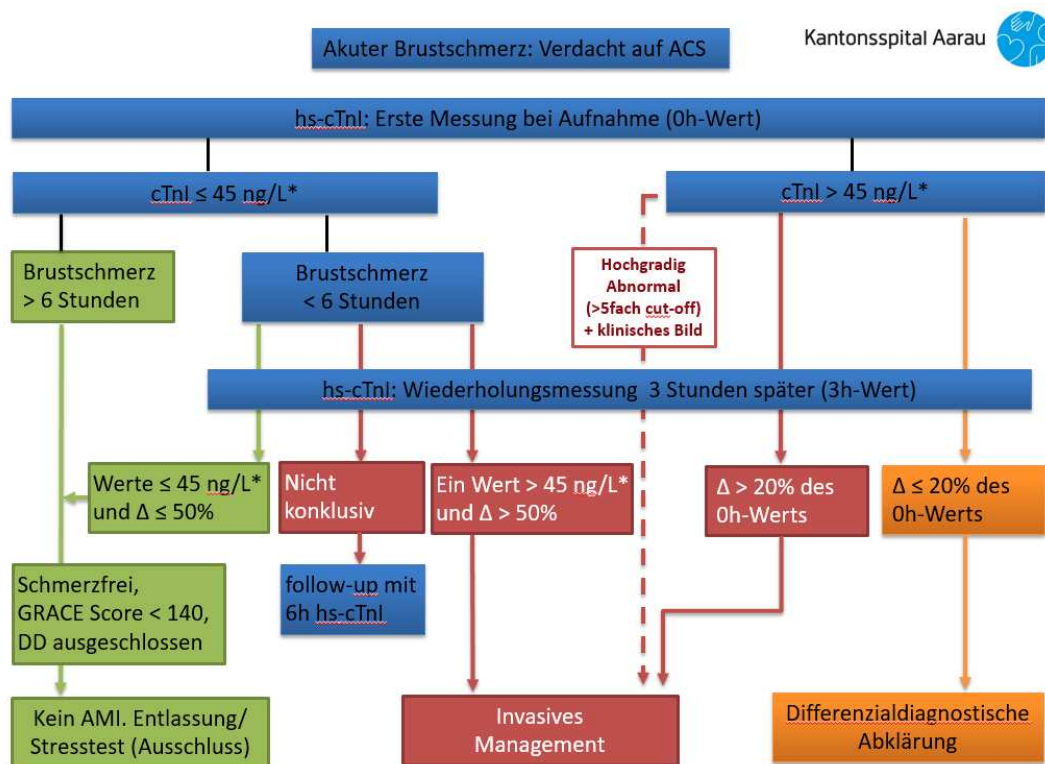 Akuter Brustschmerz: Verdacht auf ACS
Kantonsspital Aarau
hs-cTnI: Erste Messung bei Aufnahme (0h-Wert)
cTnI ≤ 45 ng/L*
cTnI > 45 ng/L*
Brustschmerz
> 6 Stunden
Brustschmerz
< 6 Stunden
Hochgradig
Abnormal
(>5fach cut-off)
+ klinisches Bild
hs-cTnI: Wiederholungsmessung 3 Stunden später (3h-Wert)
Werte ≤ 45 ng/L*
und Δ ≤ 50%
Nicht
konklusiv
Ein Wert > 45 ng/L*
und Δ > 50%
Δ > 20% des
0h-Werts
Δ ≤ 20% des
0h-Werts
Schmerzfrei,
GRACE Score < 140,
DD ausgeschlossen
follow-up mit
6h hs-cTnI
Kein AMI. Entlassung/
Stresstest (Ausschluss)
Invasives
Management
Differenzialdiagnostische
Abklärung